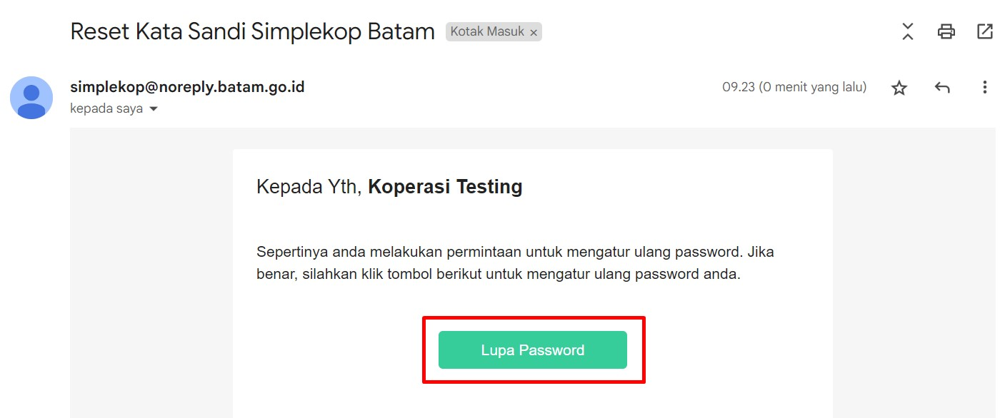 Reset Kata Sandi Simplekop Batam Kotak Masuk ×
simplekop@noreply.batam.go.id 09.23 (0 menit yang lalu)
kepada saya
Kepada Yth, Koperasi Testing
Sepertinya anda melakukan permintaan untuk mengatur ulang password. Jika
benar, silahkan klik tombol berikut untuk mengatur ulang password anda.
Lupa Password